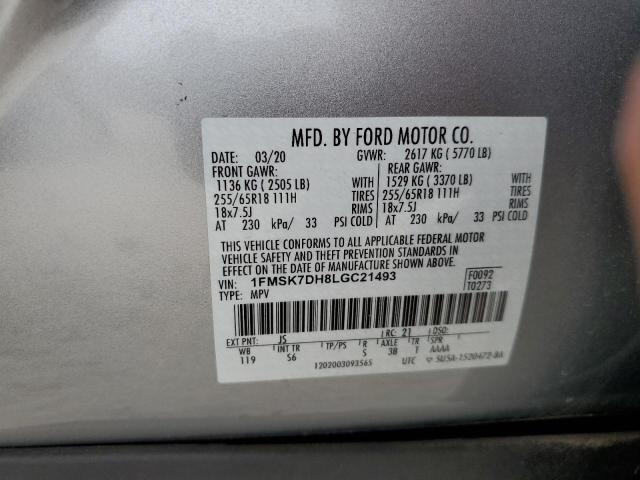 MFD. BY FORD MOTOR CO.
DATE: 03/20 GVWR: 2617 KG (5770 LB)
FRONT GAWR: REAR GAWR:
1136 KG (2505 LB) WITH 1529 KG (3370 LB) WITH
255/65R18 111H TIRES 255/65R18 111H TIRES
18x7.5J RIMS 18x7.5J RIMS
AT 230 kPa/ 33 PSI COLD AT 230 kPa/ 33 PSI COLD
THIS VEHICLE CONFORMS TO ALL APPLICABLE FEDERAL MOTOR
VEHICLE SAFETY AND THEFT PREVENTION STANDARDS IN
EFFECT ON THE DATE OF MANUFACTURE SHOWN ABOVE.
VIN: 1FMSK7DH8LGC21493 F0092
TYPE: MPV T0273
EXT PNT: JS RC: 21 DSO:
WB INT TR TP/PS R AXLE TR SPR
119 S6 S 3B T AAAA
1202003093565 UTC 5U5A-1520472-BA